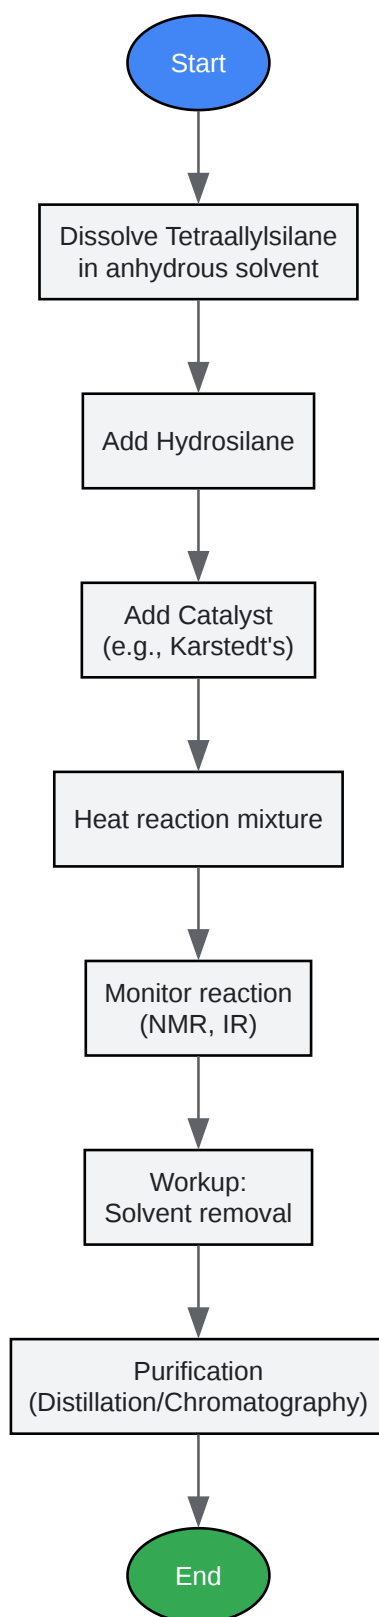 Start
Dissolve Tetraallylsilane
in anhydrous solvent
Add Hydrosilane
Add Catalyst
(e.g., Karstedt's)
Heat reaction mixture
Monitor reaction
(NMR, IR)
Workup:
Solvent removal
Purification
(Distillation/Chromatography)
End